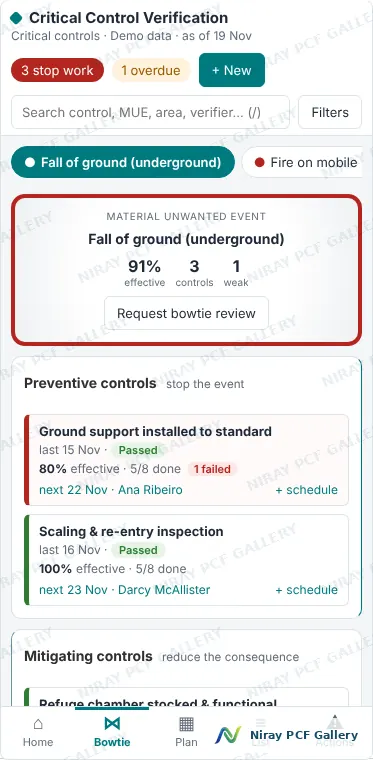 Critical Control Verification
Critical controls · Demo data · as of 19 Nov
3 stop work
1 overdue
+ New
Search control, MUE, area, verifier... (/)
Filters
Fall of ground (underground)
Fire on mobile
MATERIAL UNWANTED EVENT
Fall of ground (underground)
91% 3 1
effective controls weak
Request bowtie review
Preventive controls stop the event
Ground support installed to standard
last 15 Nov · Passed
80% effective · 5/8 done 1 failed
next 22 Nov · Ana Ribeiro + schedule
Scaling & re-entry inspection
last 16 Nov · Passed
100% effective · 5/8 done
next 23 Nov · Darcy McAllister + schedule
Mitigating controls reduce the consequence
Refuge chamber stocked & functional
Home Bowtie Plan List Actions
Niray PCF Gallery
NIRAY PCF GALLERY